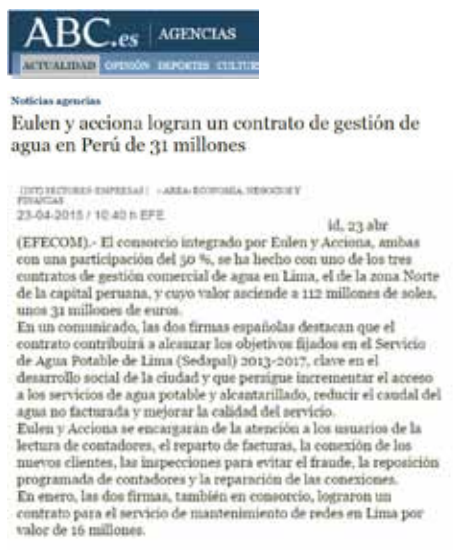 ABC.es AGENCIAS
ACTUALIDAD OPINIÓN DEPORTES CULTUR
Noticias agencias
Eulen y acciona logran un contrato de gestión de
agua en Perú de 31 millones
(INT) SECTORES-EMPRESAS | > AREA: ECONOMIA, NEGOCIOS Y
FINANZAS
23-04-2015 / 10:40 h EFE
id, 23 abr
(EFECOM).- El consorcio integrado por Eulen y Acciona, ambas
con una participación del 50 %, se ha hecho con uno de los tres
contratos de gestión comercial de agua en Lima, el de la zona Norte
de la capital peruana, y cuyo valor asciende a 112 millones de soles,
unos 31 millones de euros.
En un comunicado, las dos firmas españolas destacan que el
contrato contribuirá a alcanzar los objetivos fijados en el Servicio
de Agua Potable de Lima (Sedapal) 2013-2017, clave en el
desarrollo social de la ciudad y que persigue incrementar el acceso
a los servicios de agua potable y alcantarillado, reducir el caudal del
agua no facturada y mejorar la calidad del servicio.
Eulen y Acciona se encargarán de la atención a los usuarios de la
lectura de contadores, el reparto de facturas, la conexión de los
nuevos clientes, las inspecciones para evitar el fraude, la reposición
programada de contadores y la reparación de las conexiones.
En enero, las dos firmas, también en consorcio, lograron un
contrato para el servicio de mantenimiento de redes en Lima por
valor de 16 millones.